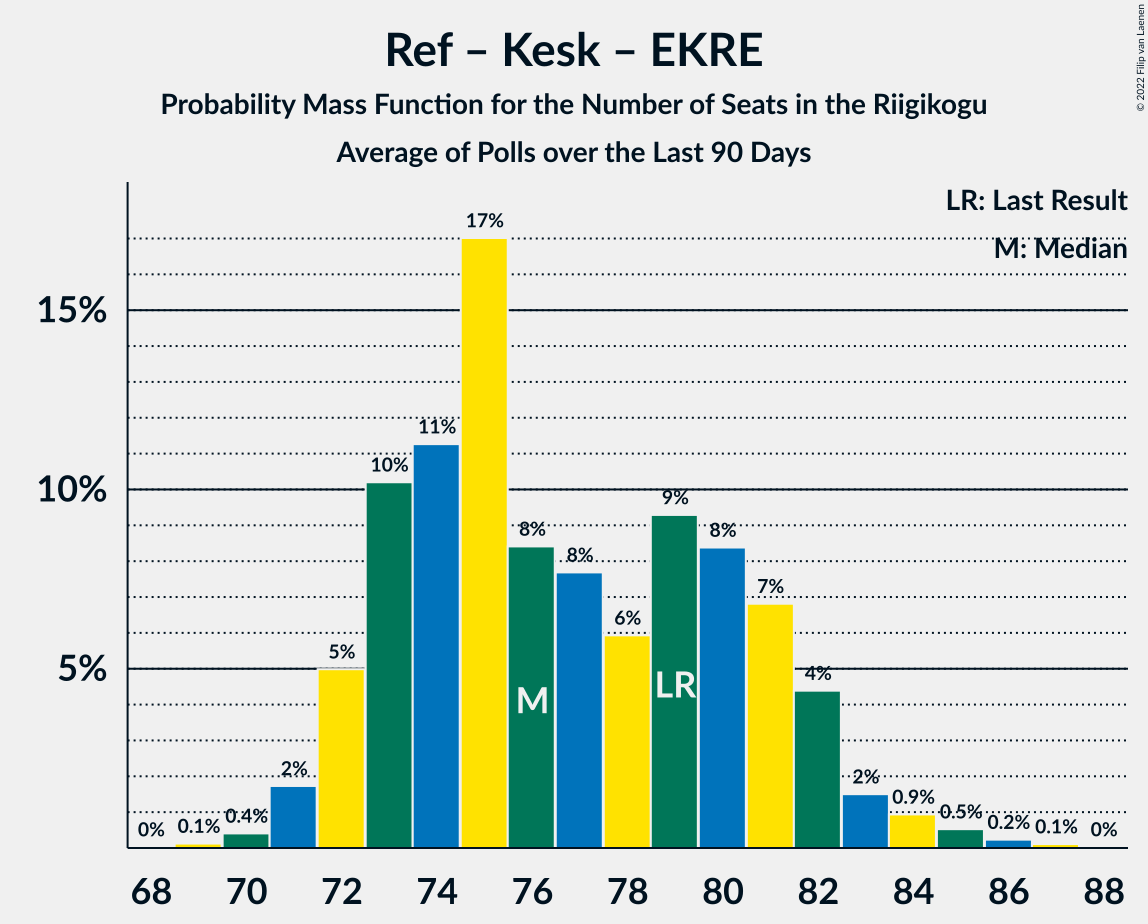 Ref – Kesk – EKRE
Probability Mass Function for the Number of Seats in the Riigikogu
Average of Polls over the Last 90 Days
© 2022 Filip van Laenen
LR: Last Result
M: Median
15%
10%
5%
0%
0.1%
0.4%
2%
5%
10%
11%
17%
8%
8%
6%
9%
8%
7%
4%
2%
0.9%
0.5%
0.2%
0.1%
0%
M
LR
68 70 72 74 76 78 80 82 84 86 88